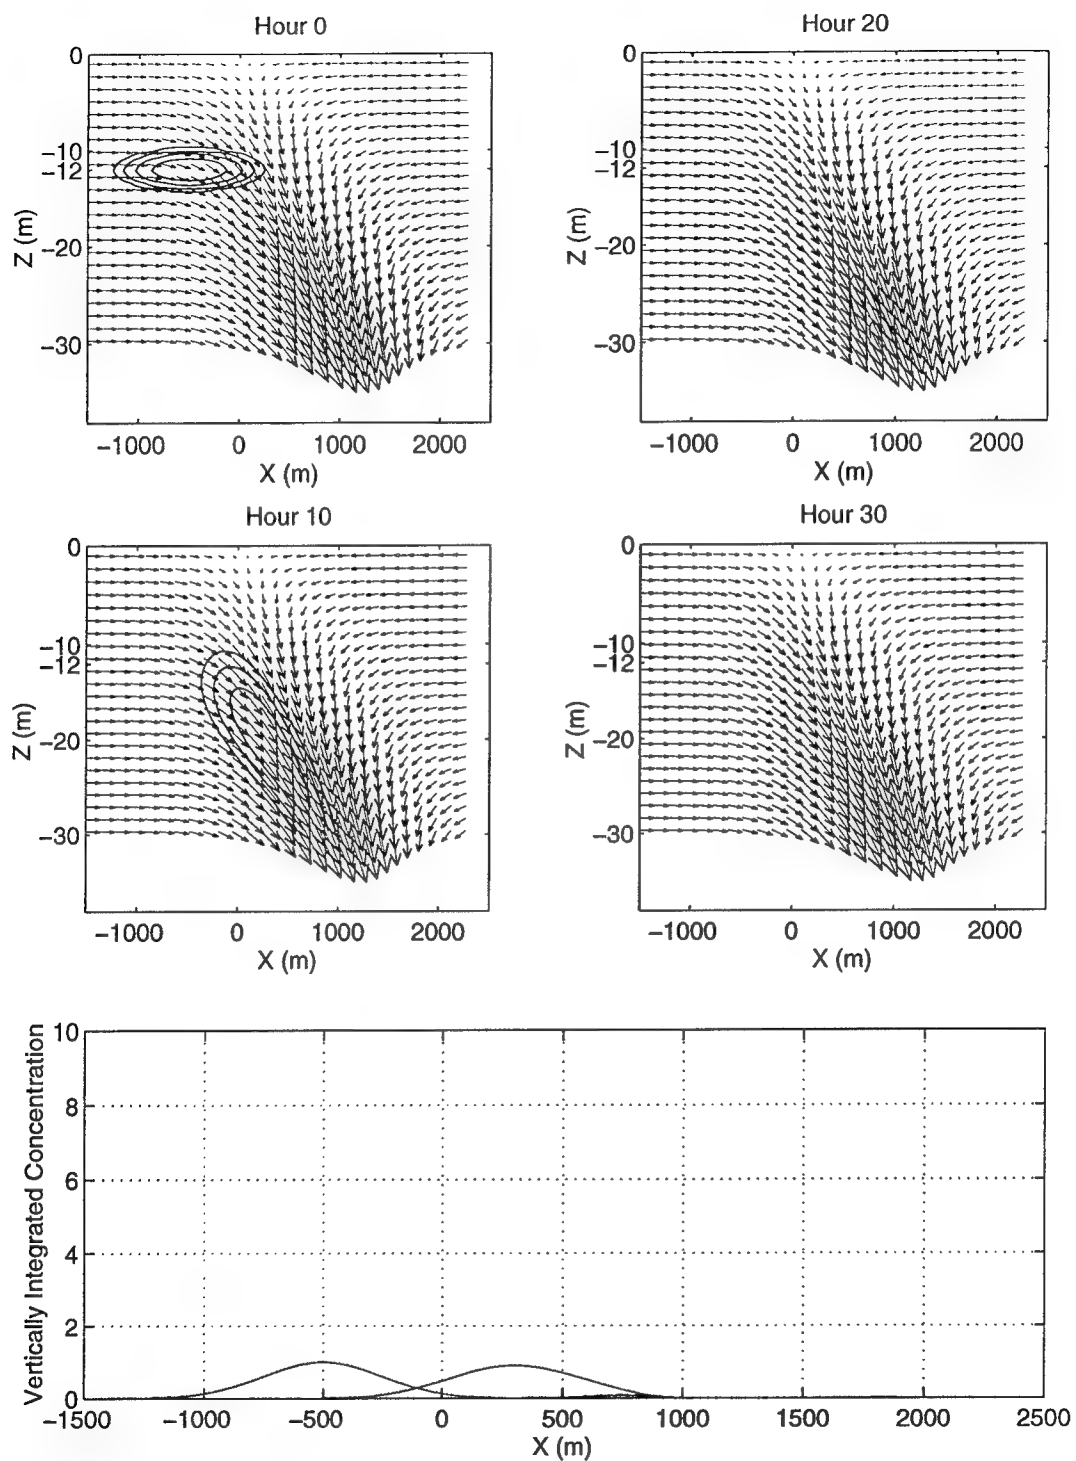 Hour 0
0
−10
−12
−20
−30
Z (m)
−1000 0 1000 2000
X (m)
Hour 20
0
−10
−12
−20
−30
Z (m)
−1000 0 1000 2000
X (m)
Hour 10
0
−10
−12
−20
−30
Z (m)
−1000 0 1000 2000
X (m)
Hour 30
0
−10
−12
−20
−30
Z (m)
−1000 0 1000 2000
X (m)
Vertically Integrated Concentration
10
8
6
4
2
0
−1500 −1000 −500 0 500 1000 1500 2000 2500
X (m)